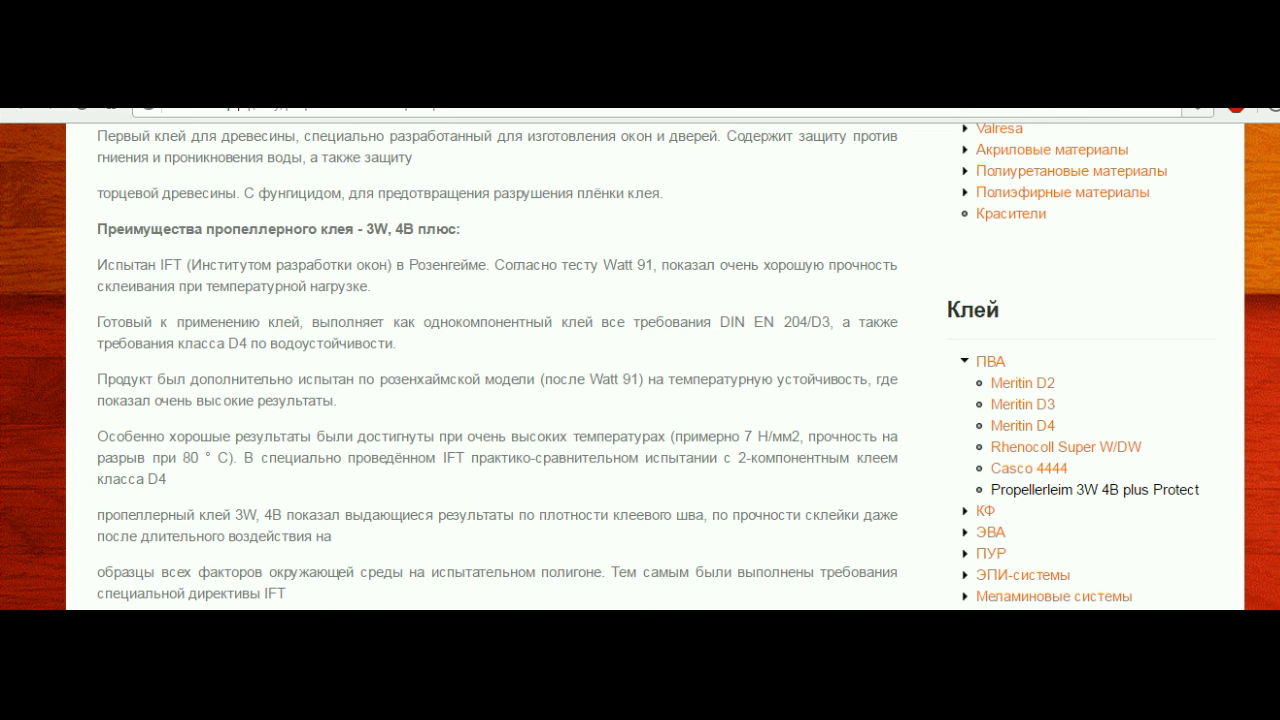 Первый клей для древесины, специально разработанный для изготовления окон и дверей. Содержит защиту против
гниения и проникновения воды, а также защиту
торцевой древесины. С фунгицидом, для предотвращения разрушения плёнки клея.
Преимущества пропеллерного клея - 3W, 4B плюс:
Испытан IFT (Институтом разработки окон) в Розенгейме. Согласно тесту Watt 91, показал очень хорошую прочность
склеивания при температурной нагрузке.
Готовый к применению клей, выполняет как однокомпонентный клей все требования DIN EN 204/D3, а также
требования класса D4 по водоустойчивости.
Продукт был дополнительно испытан по розенхаймской модели (после Watt 91) на температурную устойчивость, где
показал очень высокие результаты.
Особенно хорошие результаты были достигнуты при очень высоких температурах (примерно 7 Н/мм2, прочность на
разрыв при 80 ° С). В специально проведённом IFT практико-сравнительном испытании с 2-компонентным клеем
класса D4
пропеллерный клей 3W, 4B показал выдающиеся результаты по плотности клеевого шва, по прочности склейки даже
после длительного воздействия на
образцы всех факторов окружающей среды на испытательном полигоне. Тем самым были выполнены требования
специальной директивы IFT
Valresa
Акриловые материалы
Полиуретановые материалы
Полиэфирные материалы
Красители
Клей
ПВА
Meritin D2
Meritin D3
Meritin D4
Rhenocoll Super W/DW
Casco 4444
Propellerleim 3W 4B plus Protect
КФ
ЭВА
ПУР
ЭПИ-системы
Меламиновые системы